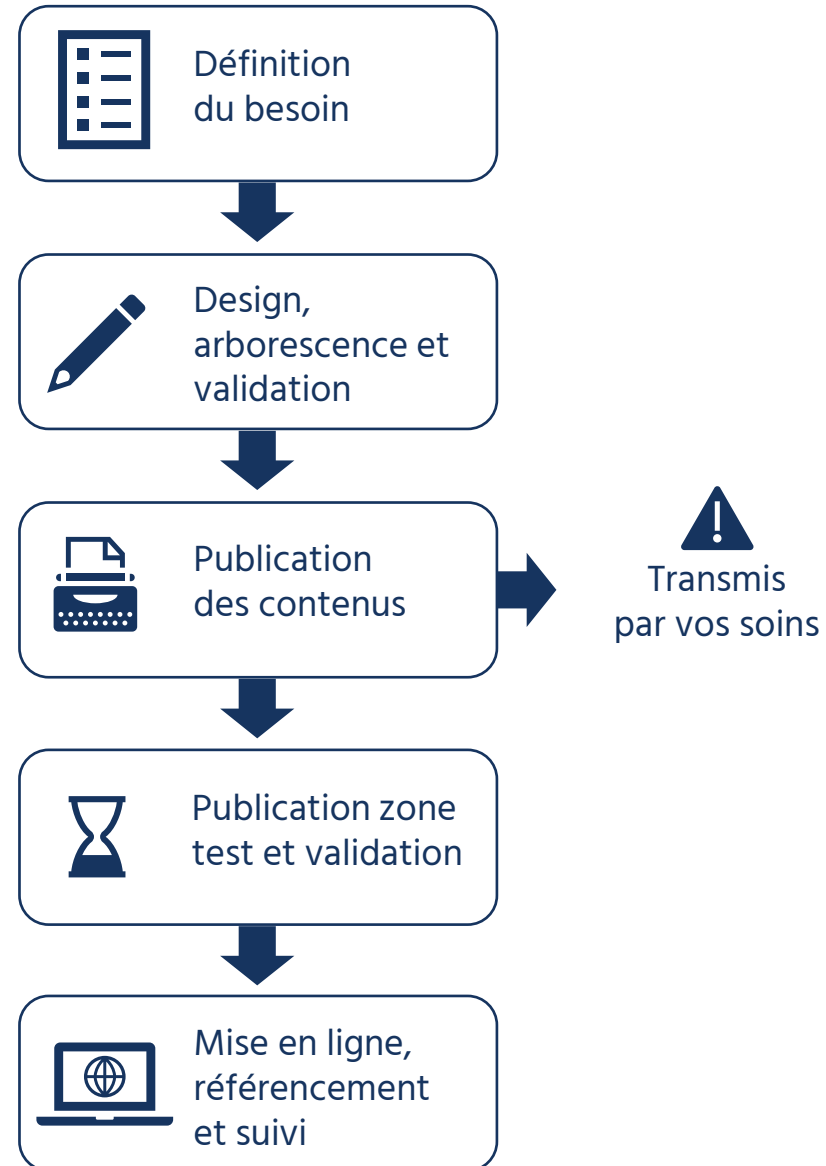 Définition
du besoin
Design,
arborescence et
validation
Publication
des contenus
Transmis
par vos soins
Publication zone
test et validation
Mise en ligne,
référencement
et suivi